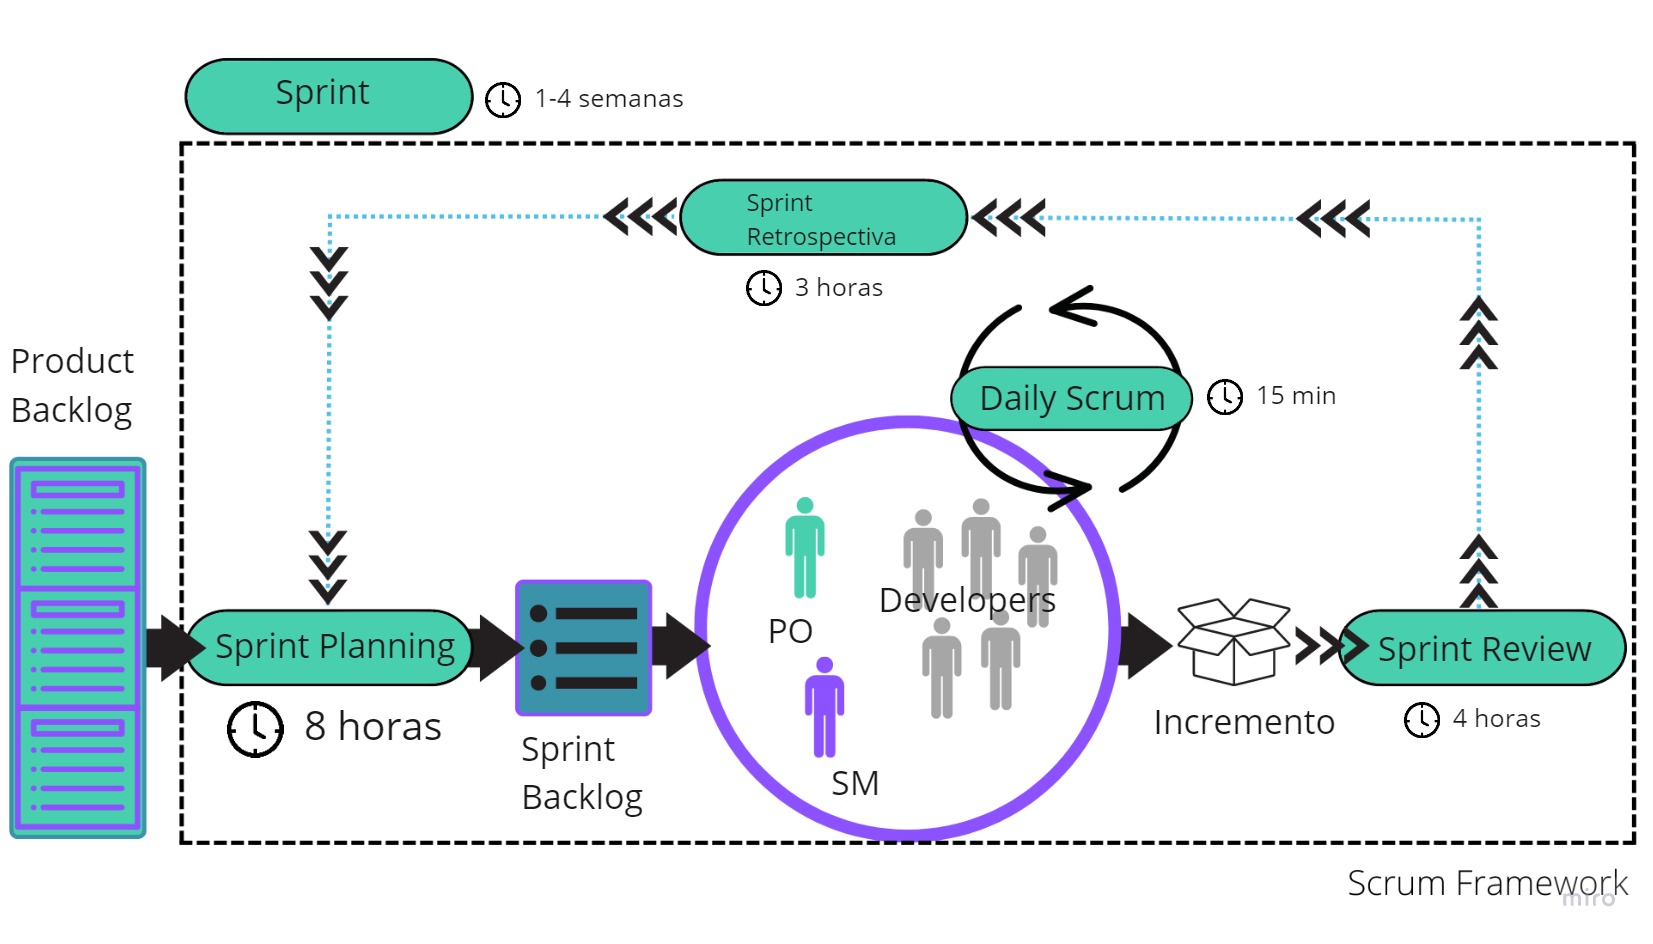 Sprint
1-4 semanas
Sprint
Retrospectiva
3 horas
Product
Backlog
Daily Scrum
15 min
Developers
PO
Sprint Planning
8 horas
Sprint
Backlog
SM
Incremento
Sprint Review
4 horas
Scrum Framework
miro